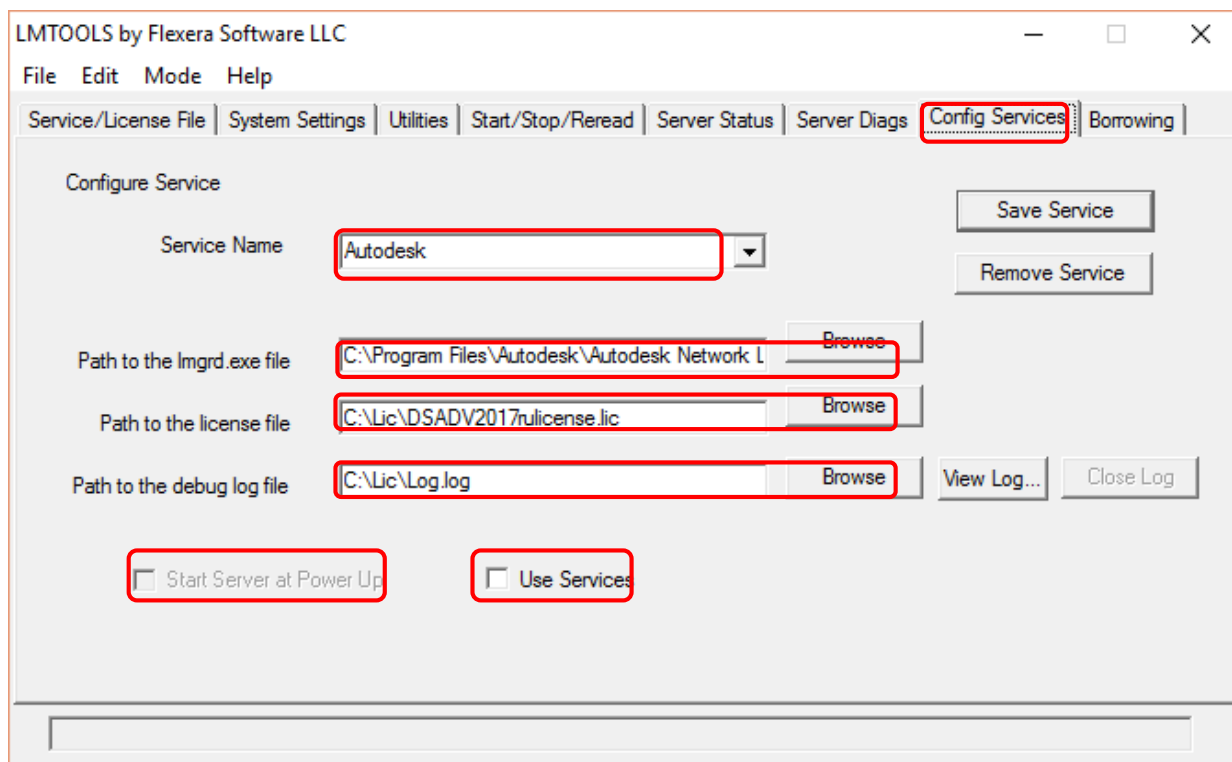 LMTOOLS by Flexera Software LLC
File Edit Mode Help
Service/License File System Settings Utilities Start/Stop/Reread Server Status Server Diags Config Services Borrowing
Configure Service
Save Service
Service Name Autodesk
Remove Service
Path to the lmgrd.exe file C:\Program Files\Autodesk\Autodesk Network L Browse
Path to the license file C:\Lic\DSADV2017rulicense.lic Browse
Path to the debug log file C:\Lic\Log.log Browse View Log... Close Log
Start Server at Power Up Use Services